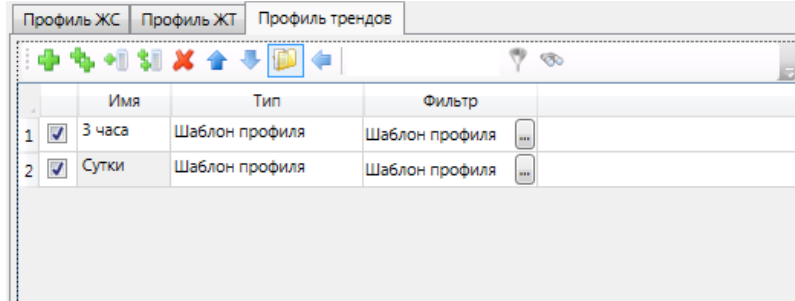 Профиль ЖС Профиль ЖТ Профиль трендов
Имя Тип Фильтр
1 3 часа Шаблон профиля Шаблон профиля ...
2 Сутки Шаблон профиля Шаблон профиля ...